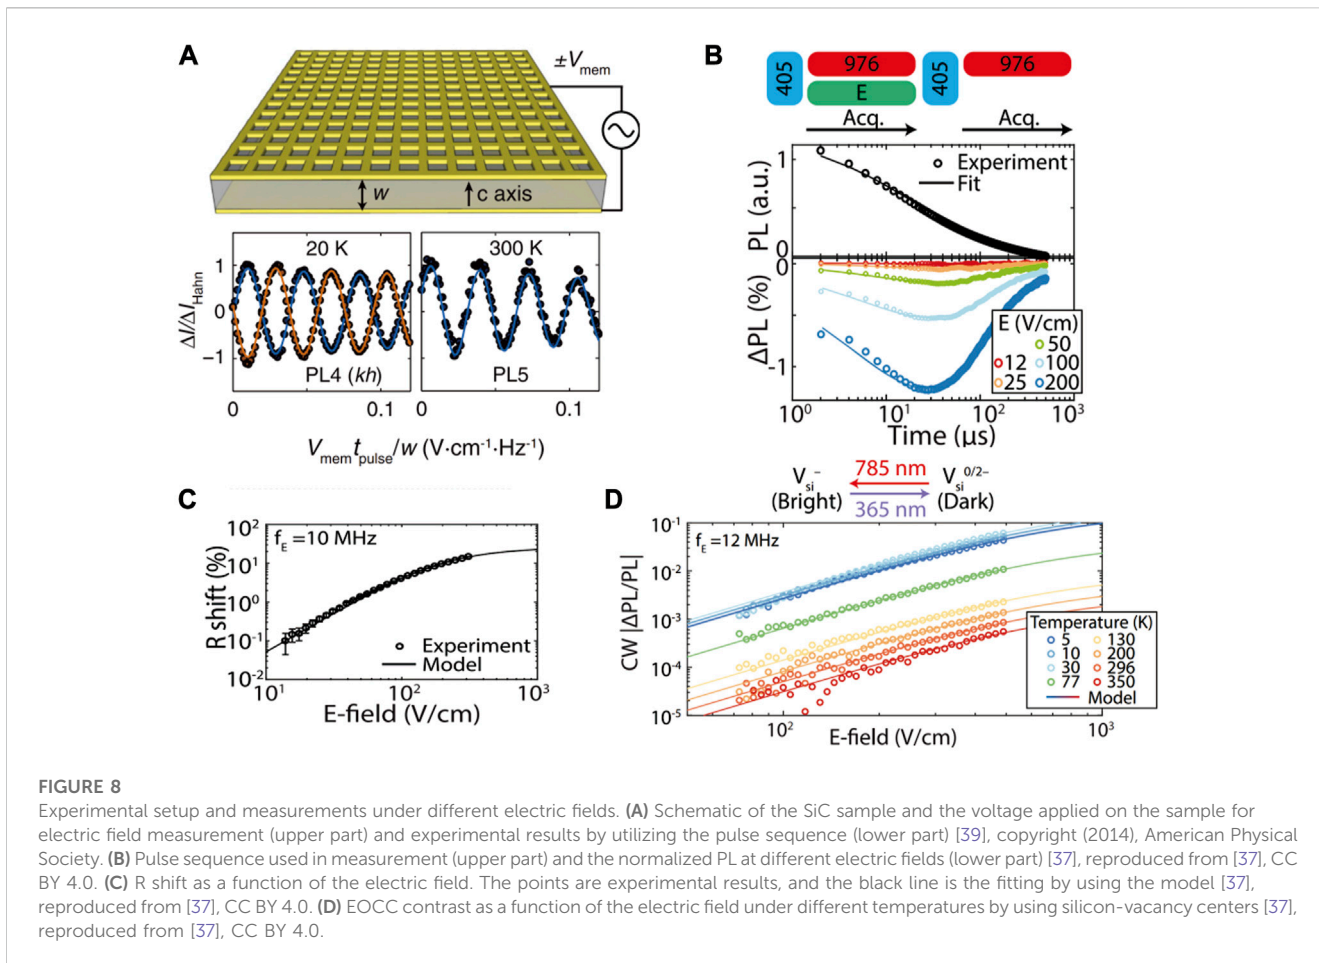 A
±Vmem
w
c axis
20 K
300 K
ΔI/ΔIHahn
1
0
−1
PL4 (kh)
PL5
0
0.1
0
0.1
Vmem tpulse/w (V·cm-1·Hz-1)
B
405
976
E
405
976
Acq.
Acq.
PL (a.u.)
1
0
Experiment
Fit
ΔPL (%)
0
-1
E (V/cm)
50
12
100
25
200
10⁰
10¹
10²
10³
Time (µs)
C
fE =10 MHz
R shift (%)
10²
10¹
10⁰
10-1
10-2
Experiment
Model
10¹
10²
10³
E-field (V/cm)
D
Vsi− 785 nm Vsi0/2−
(Bright) 365 nm (Dark)
fE =12 MHz
CW |ΔPL/PL|
10-1
10-2
10-3
10-4
10-5
Temperature (K)
5 130
10 200
30 296
77 350
Model
10²
10³
E-field (V/cm)
FIGURE 8
Experimental setup and measurements under different electric fields. (A) Schematic of the SiC sample and the voltage applied on the sample for
electric field measurement (upper part) and experimental results by utilizing the pulse sequence (lower part) [39], copyright (2014), American Physical
Society. (B) Pulse sequence used in measurement (upper part) and the normalized PL at different electric fields (lower part) [37], reproduced from [37], CC
BY 4.0. (C) R shift as a function of the electric field. The points are experimental results, and the black line is the fitting by using the model [37],
reproduced from [37], CC BY 4.0. (D) EOCC contrast as a function of the electric field under different temperatures by using silicon-vacancy centers [37],
reproduced from [37], CC BY 4.0.